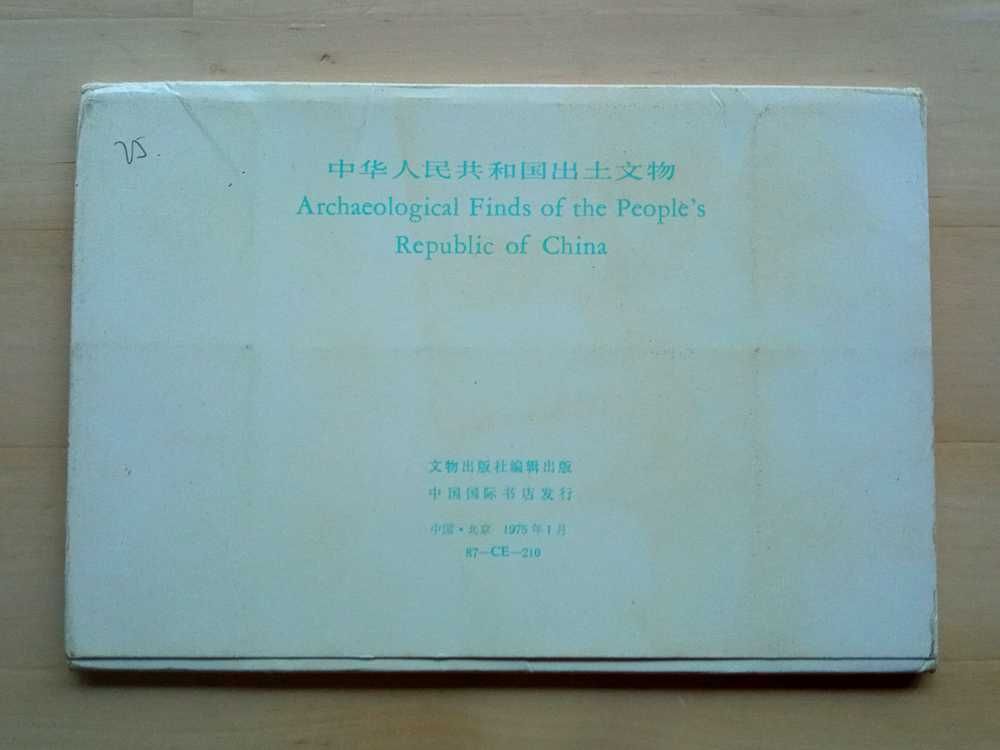 25.
中华人民共和国出土文物
Archaeological Finds of the People's
Republic of China
文物出版社编辑出版
中国国际书店发行
中国·北京 1975年1月
87—CE—210